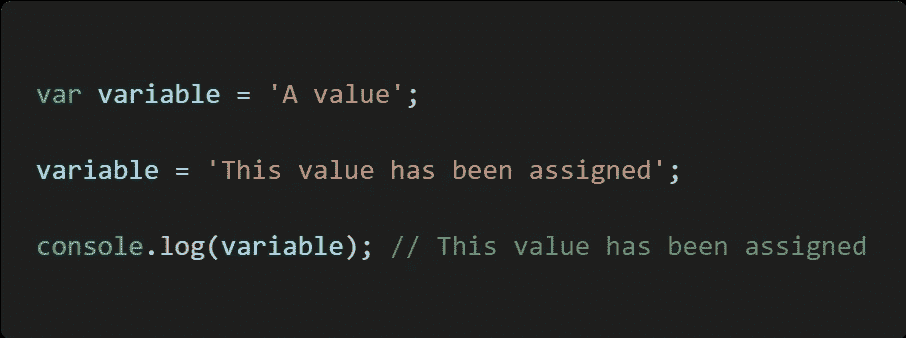 var variable = 'A value';
variable = 'This value has been assigned';
console.log(variable); // This value has been assigned